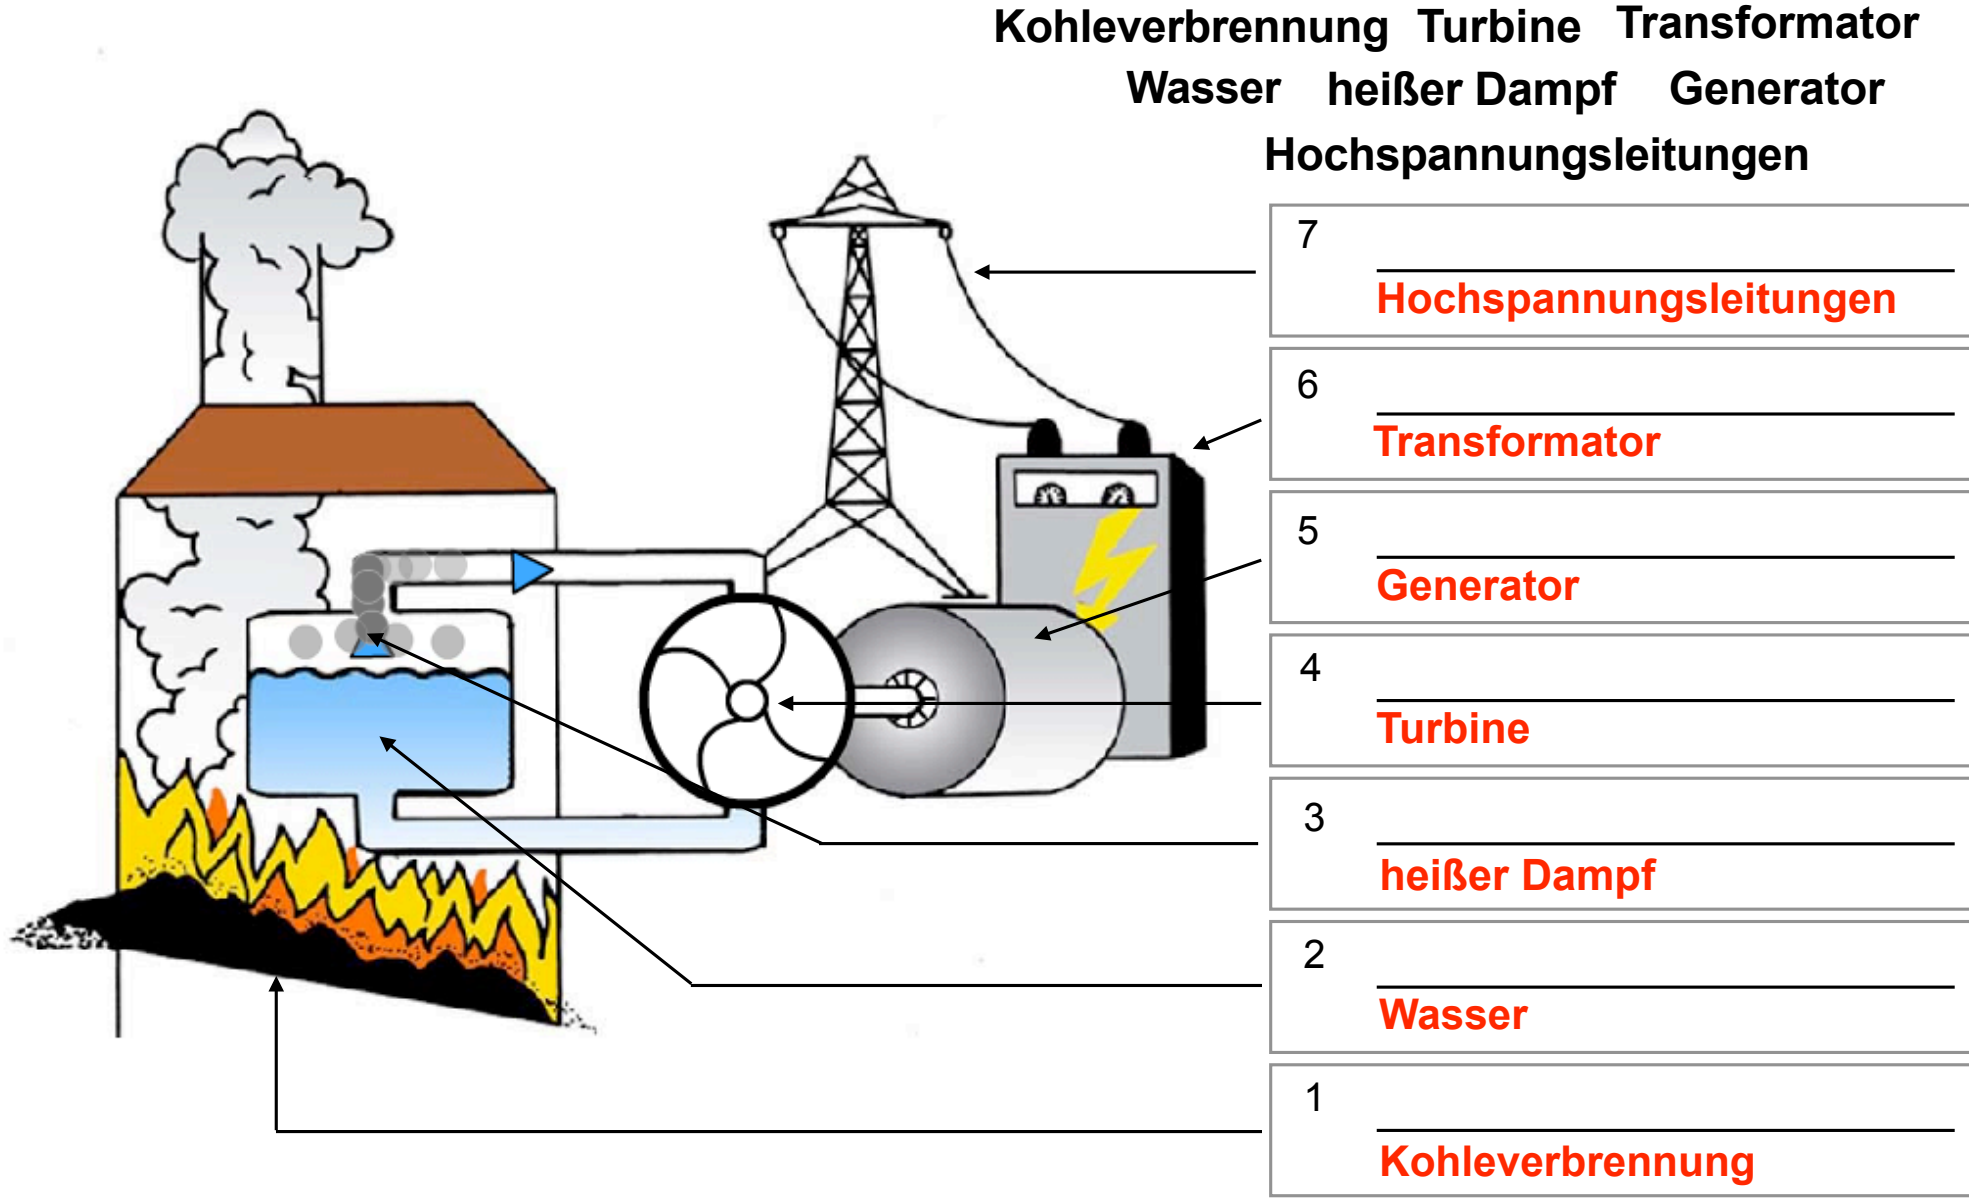 Kohleverbrennung Turbine Transformator
Wasser heißer Dampf Generator
Hochspannungsleitungen
7
Hochspannungsleitungen
6
Transformator
5
Generator
4
Turbine
3
heißer Dampf
2
Wasser
1
Kohleverbrennung